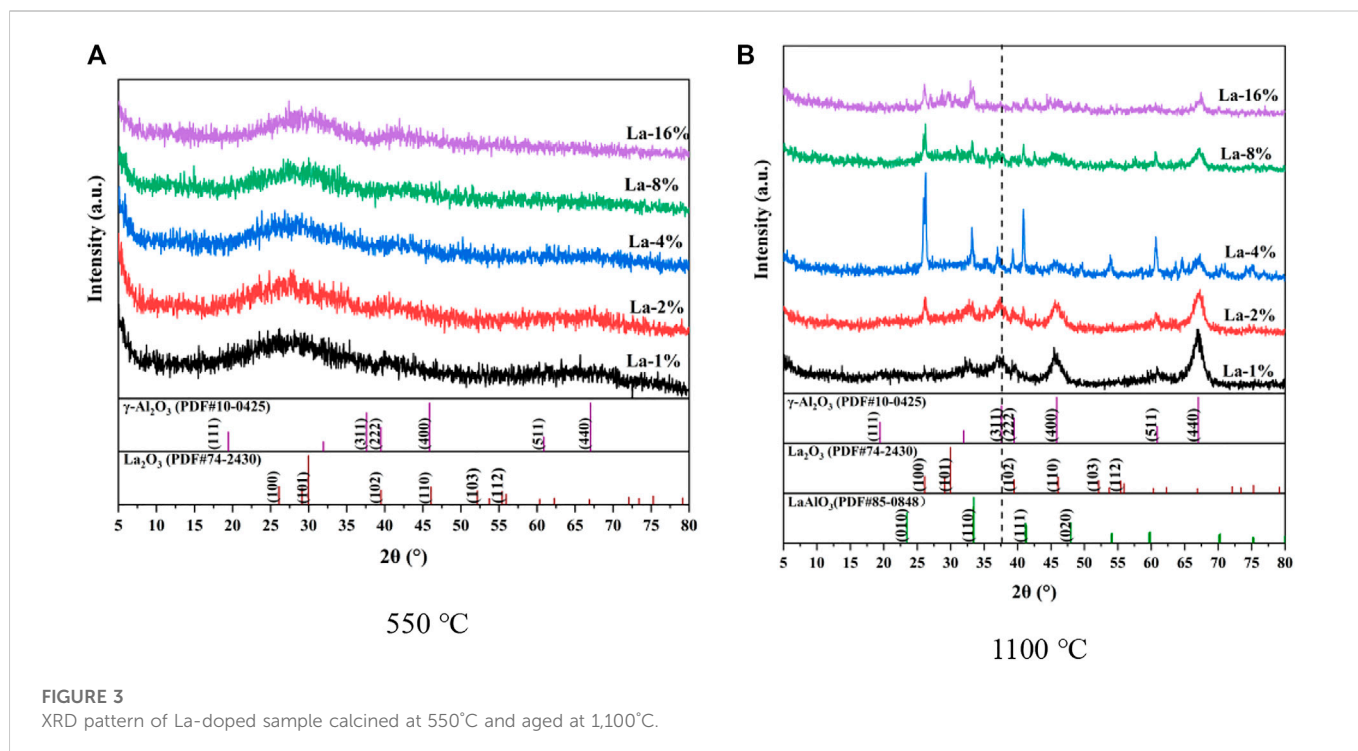 A
La-16%
La-8%
La-4%
La-2%
La-1%
Intensity (a.u.)
γ-Al₂O₃ (PDF#10-0425)
(111) (311) (222) (400) (511) (440)
La₂O₃ (PDF#74-2430)
(100) (101) (102) (110) (103) (112)
5 10 15 20 25 30 35 40 45 50 55 60 65 70 75 80
2θ (°)
550 °C
B
La-16%
La-8%
La-4%
La-2%
La-1%
Intensity (a.u.)
γ-Al₂O₃ (PDF#10-0425)
(111) (311) (222) (400) (511) (440)
La₂O₃ (PDF#74-2430)
(100) (101) (102) (110) (103) (112)
LaAlO₃(PDF#85-0848)
(010) (110) (111) (020)
5 10 15 20 25 30 35 40 45 50 55 60 65 70 75 80
2θ (°)
1100 °C
FIGURE 3
XRD pattern of La-doped sample calcined at 550°C and aged at 1,100°C.